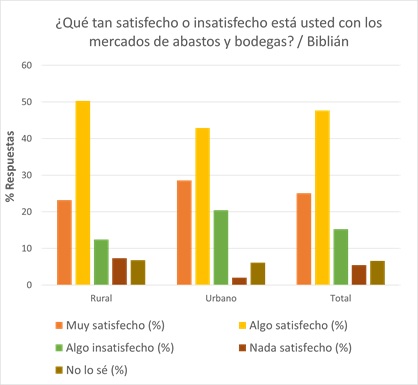 ¿Qué tan satisfecho o insatisfecho está usted con los
mercados de abastos y bodegas? / Biblián
% Respuestas
60
50
40
30
20
10
0
Rural Urbano Total
Muy satisfecho (%) Algo satisfecho (%)
Algo insatisfecho (%) Nada satisfecho (%)
No lo sé (%)